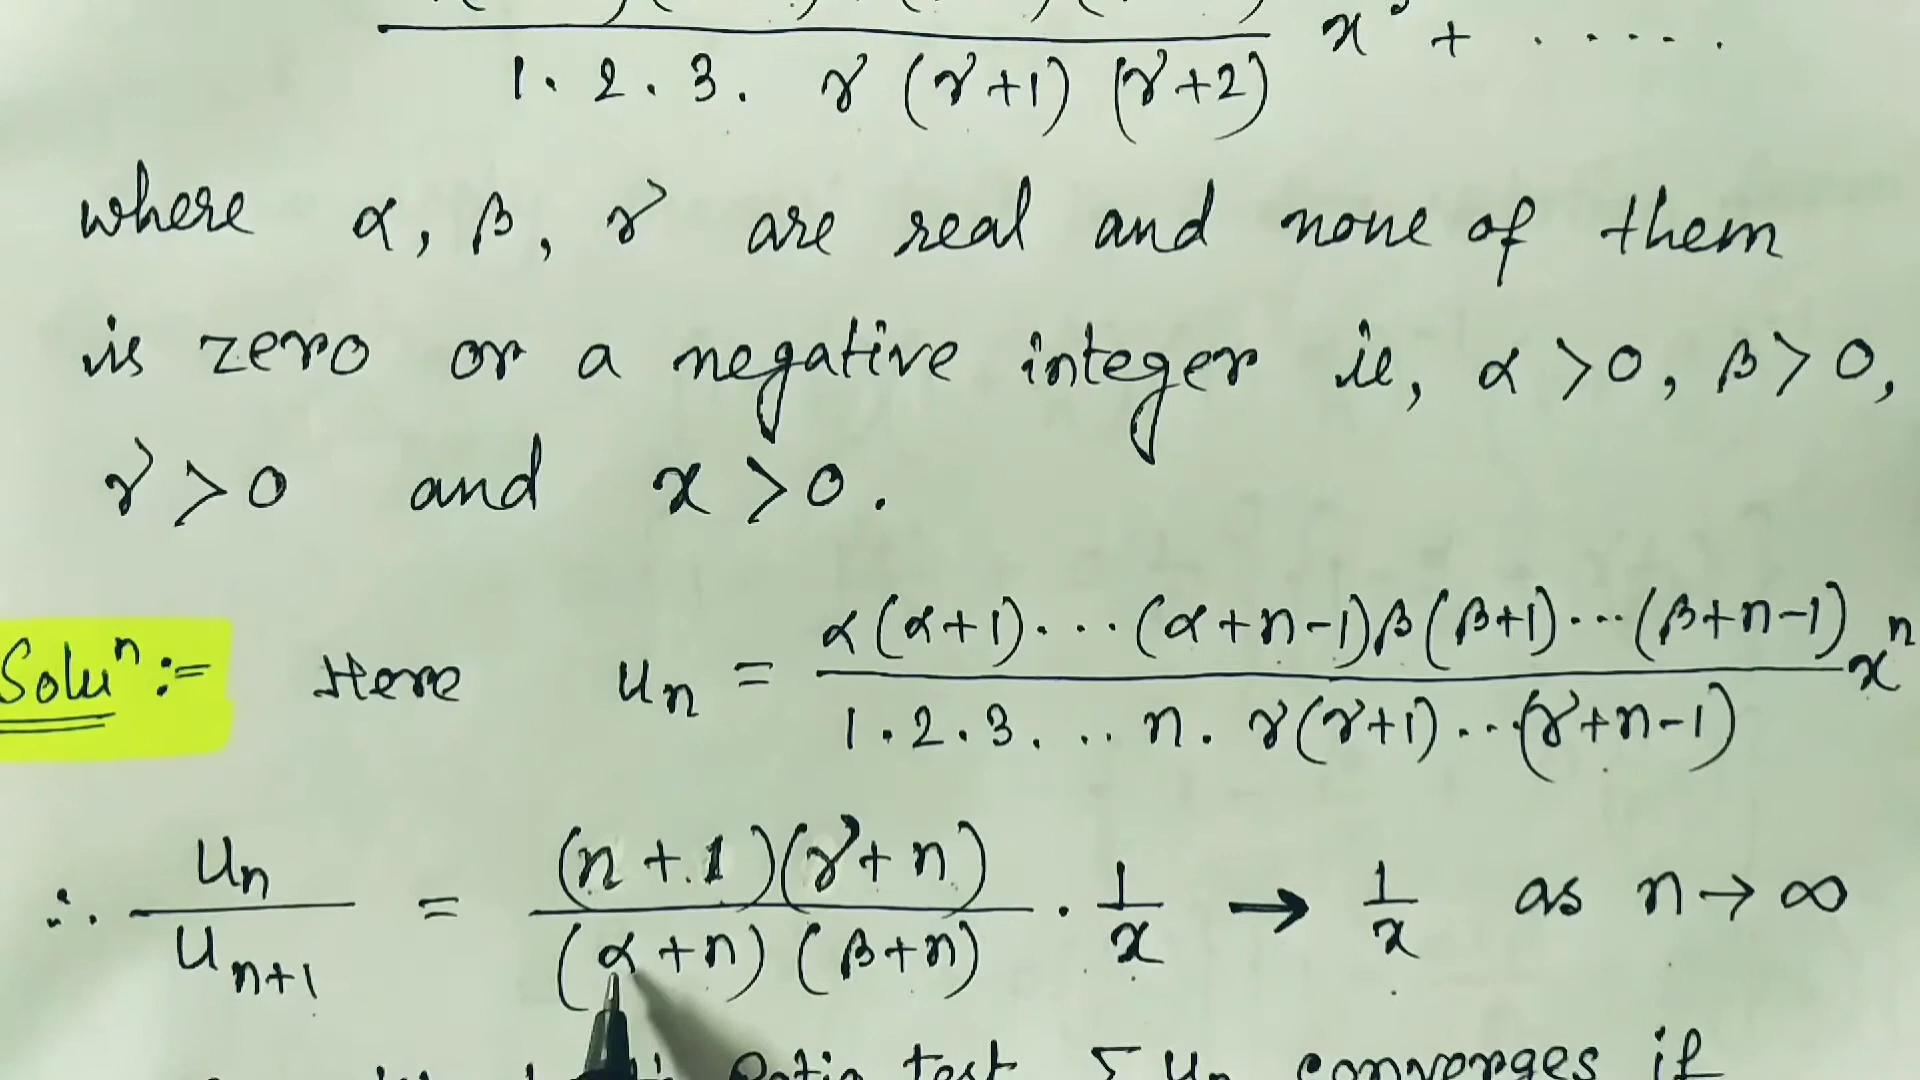 1. 2. 3. γ (γ+1) (γ+2) x³ + . . . . .
where α, β, γ are real and none of them
is zero or a negative integer ie, α > 0, β > 0,
γ > 0 and x > 0.
Soluⁿ := Here uₙ = α(α+1)...(α+n-1)β(β+1)...(β+n-1) / 1.2.3...n. γ(γ+1)...(γ+n-1) xⁿ
∴ uₙ / uₙ₊₁ = (n+1)(γ+n) / (α+n)(β+n) . 1/x → 1/x as n → ∞
Ratio test Σ uₙ converges if